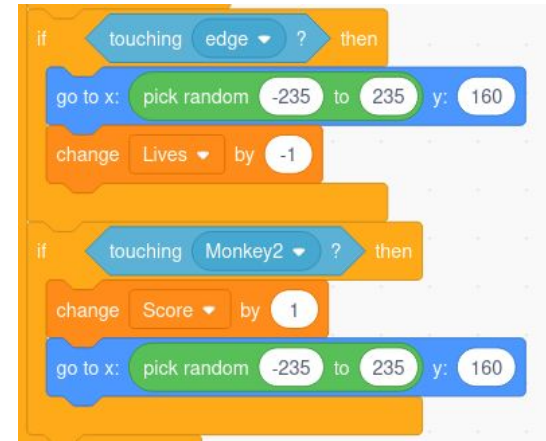 if touching edge ? then
go to x: pick random -235 to 235 y: 160
change Lives by -1
if touching Monkey2 ? then
change Score by 1
go to x: pick random -235 to 235 y: 160